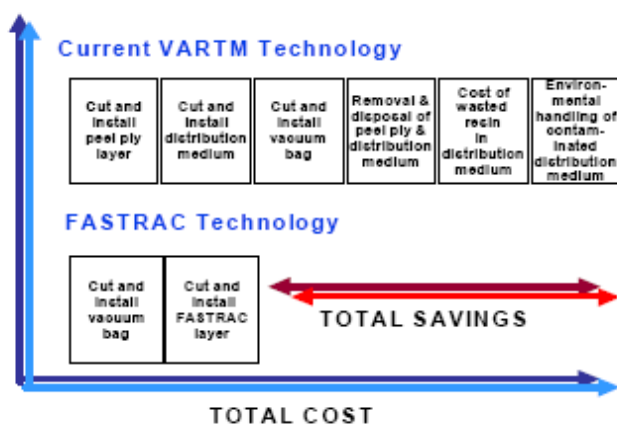 Current VARTM Technology
Cut and
install
peel ply
layer
Cut and
install
distribution
medium
Cut and
install
vacuum
bag
Removal &
disposal of
peel ply &
distribution
medium
Cost of
wasted
resin
in
distribution
medium
Environ-
mental
handling of
contam-
inated
distribution
medium
FASTRAC Technology
Cut and
install
vacuum
bag
Cut and
install
FASTRAC
layer
TOTAL SAVINGS
TOTAL COST